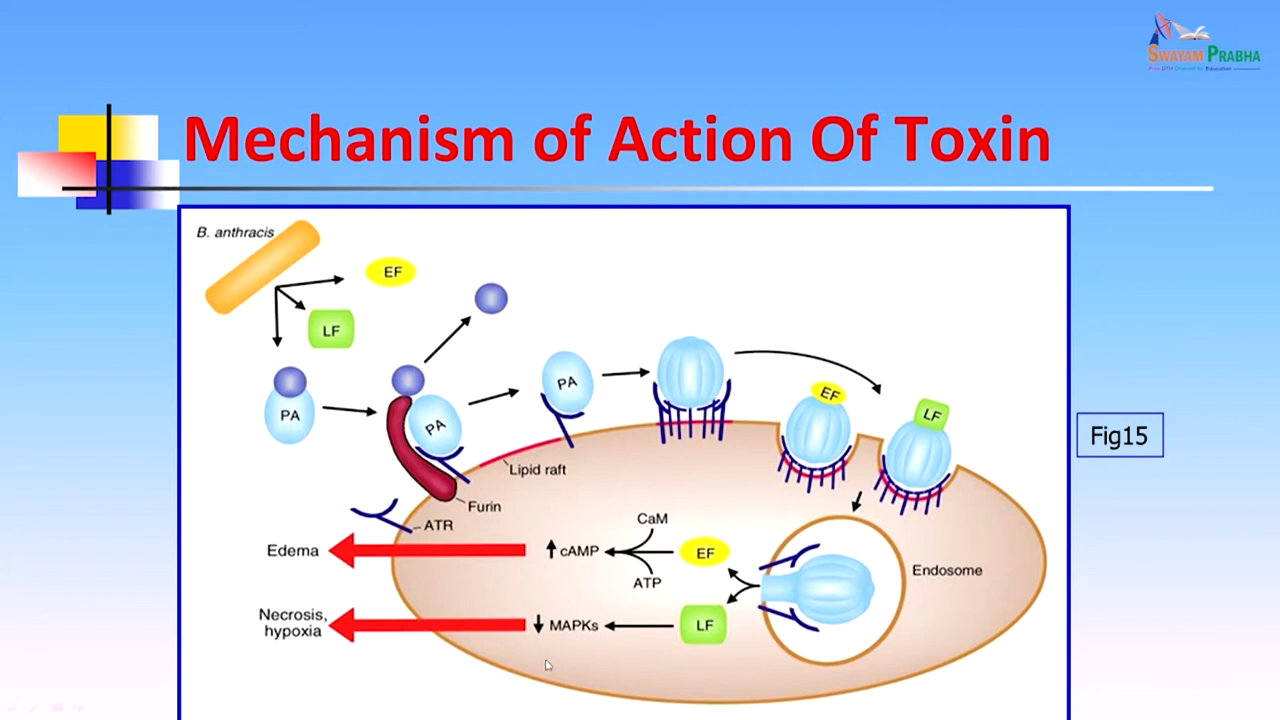 SWAYAM PRABHA
Mechanism of Action Of Toxin
B. anthracis
EF
LF
PA
PA
PA
EF
LF
Fig15
Lipid raft
Furin
ATR
CaM
Edema
cAMP
EF
ATP
Endosome
Necrosis,
hypoxia
MAPKs
LF